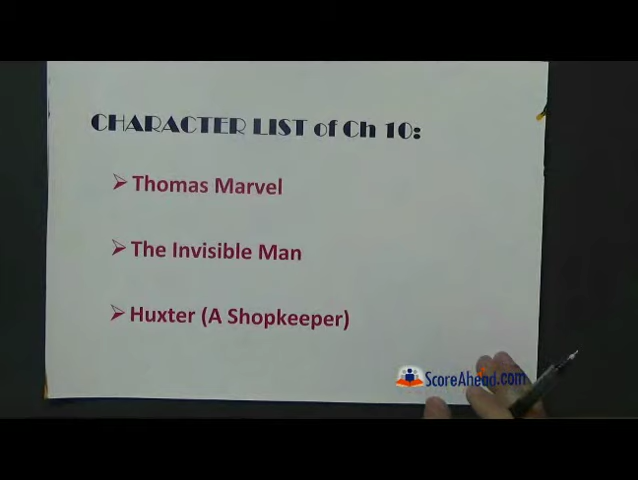 CHARACTER LIST of Ch 10:
➢ Thomas Marvel
➢ The Invisible Man
➢ Huxter (A Shopkeeper)
ScoreAhead.com